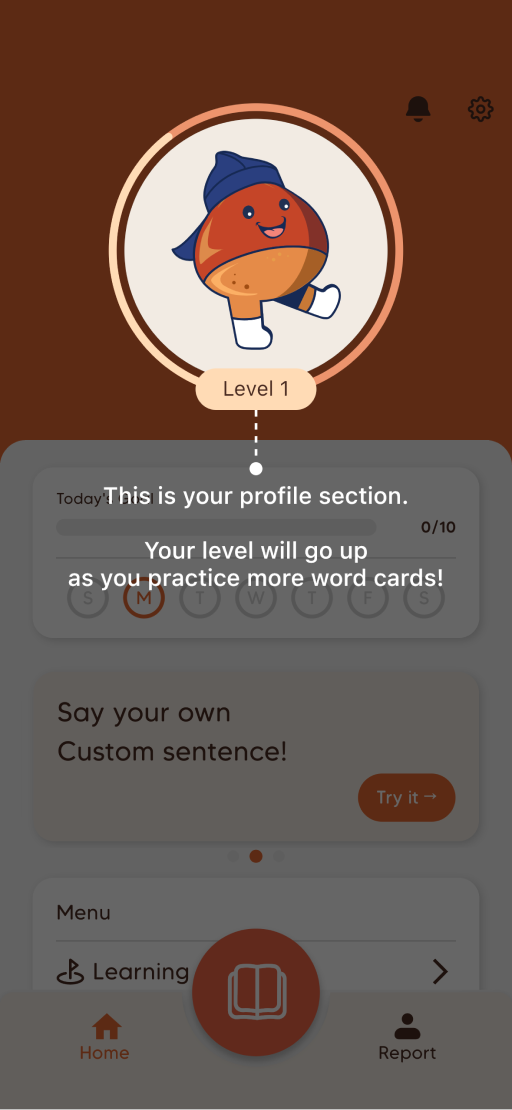 Level 1
Today's
This is your profile section.
0/10
Your level will go up
as you practice more word cards!
S M T W T F S
Say your own
Custom sentence!
Try it →
Menu
Learning
Home
Report